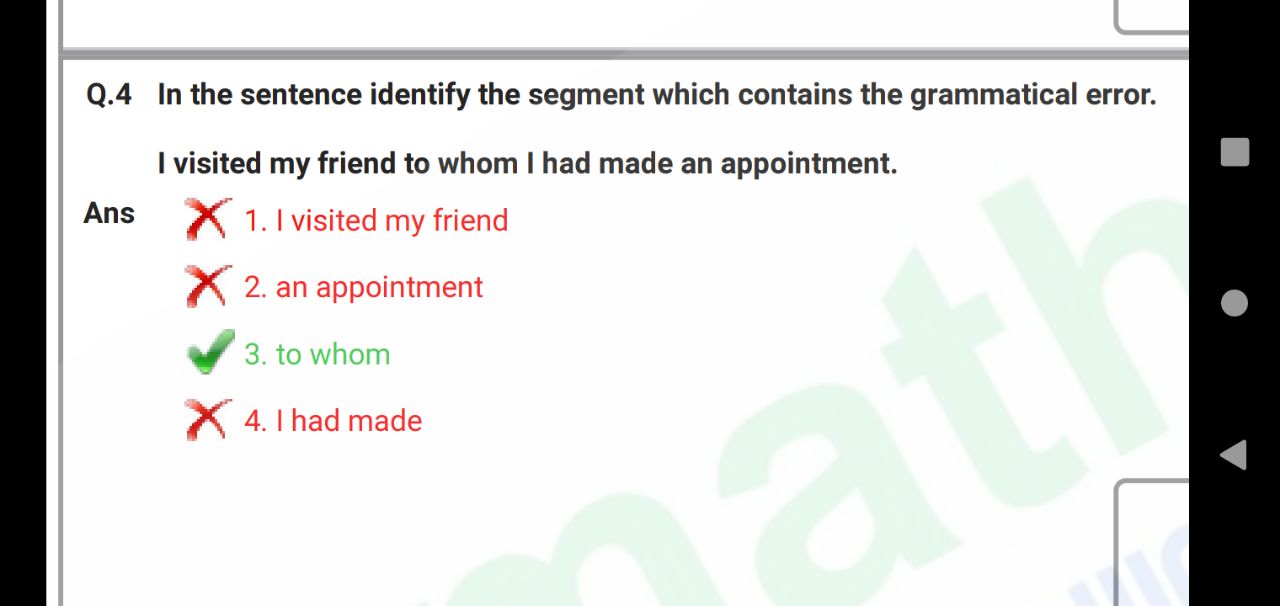 Q.4 In the sentence identify the segment which contains the grammatical error.
I visited my friend to whom I had made an appointment.
Ans
1. I visited my friend
2. an appointment
3. to whom
4. I had made
math